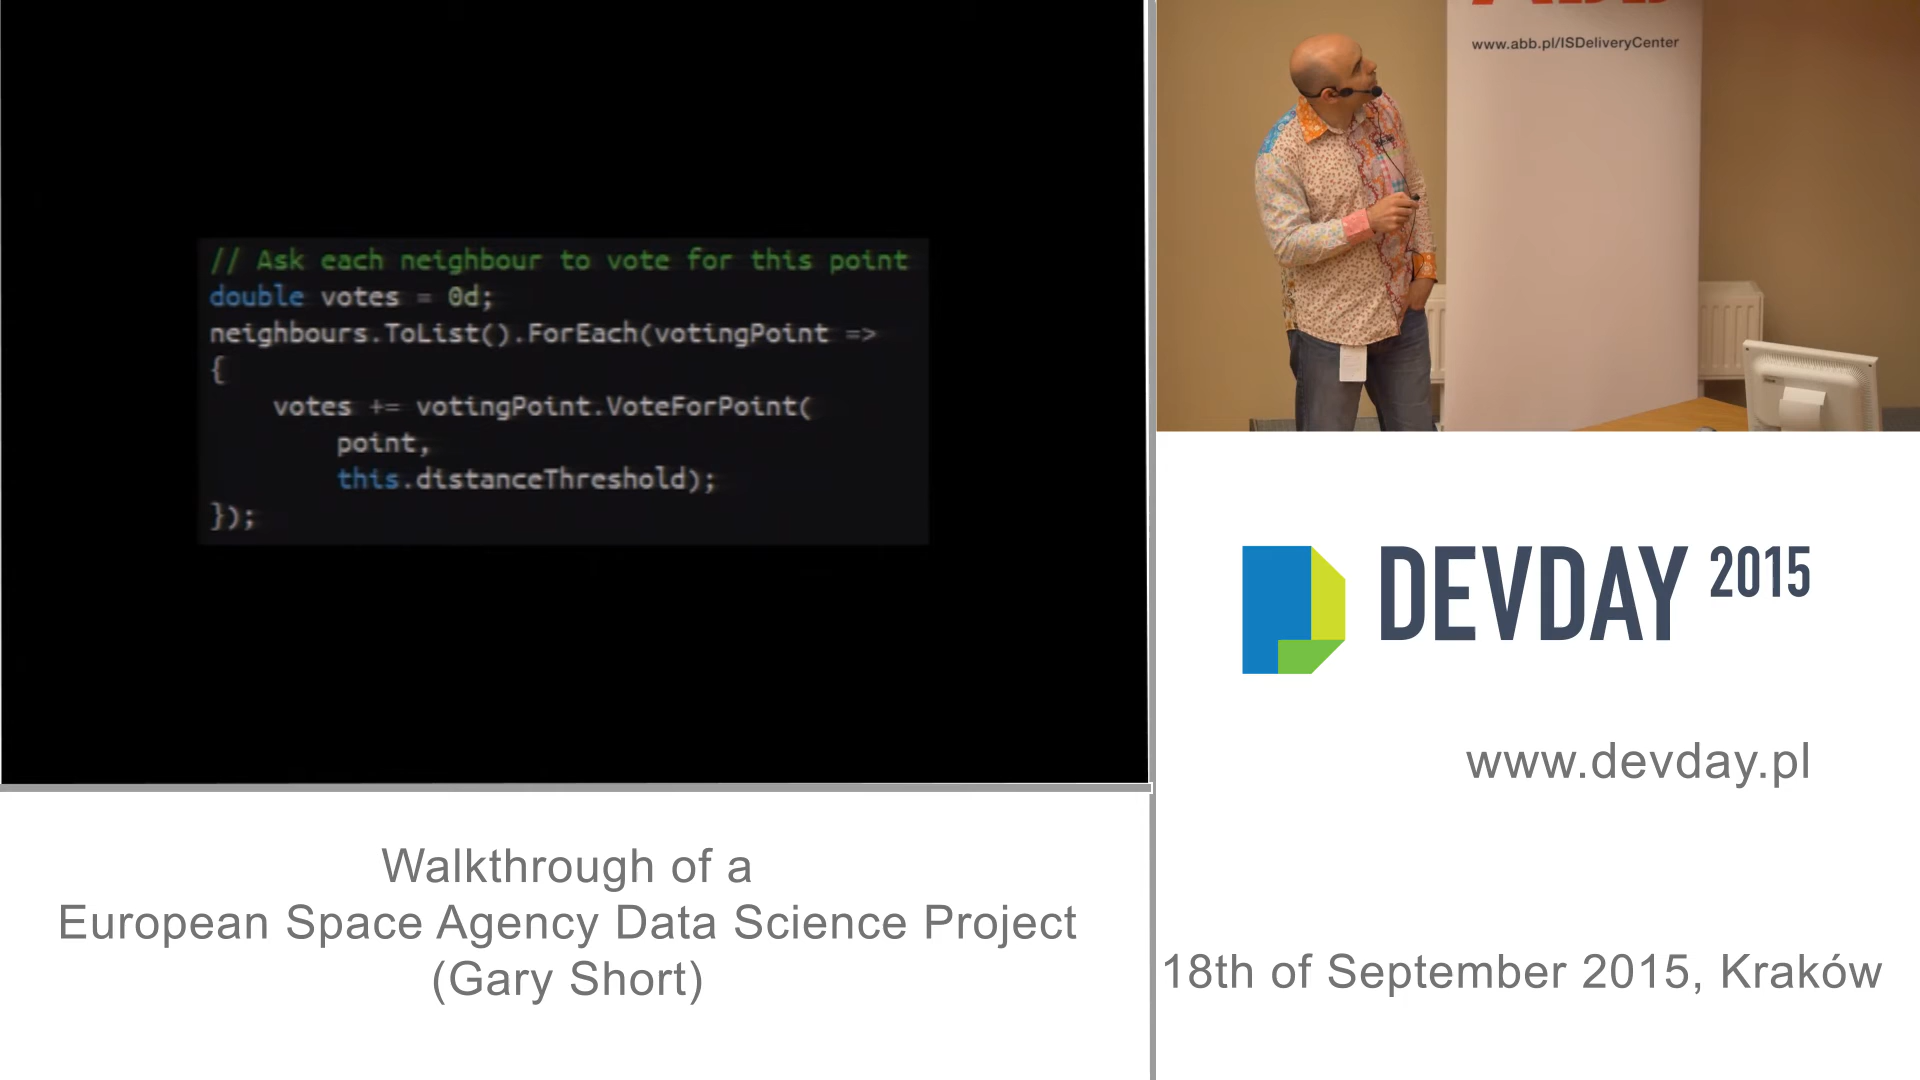 // Ask each neighbour to vote for this point
double votes = 0d;
neighbours.ToList().ForEach(votingPoint =>
{
votes += votingPoint.VoteForPoint(
point,
this.distanceThreshold);
});
www.abb.pl/ISDeliveryCenter
DEVDAY 2015
www.devday.pl
Walkthrough of a
European Space Agency Data Science Project
(Gary Short)
18th of September 2015, Kraków